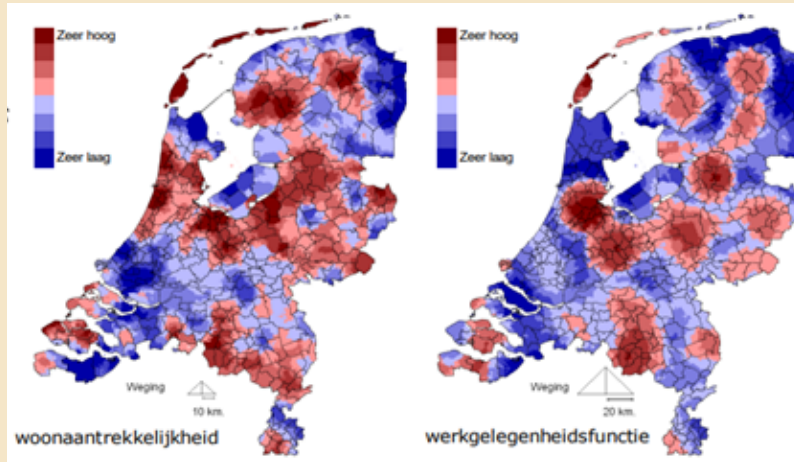 Zeer hoog
Zeer laag
Weging
10 km.
woonaantrekkelijkheid
Zeer hoog
Zeer laag
Weging
20 km.
werkgelegenheidsfunctie